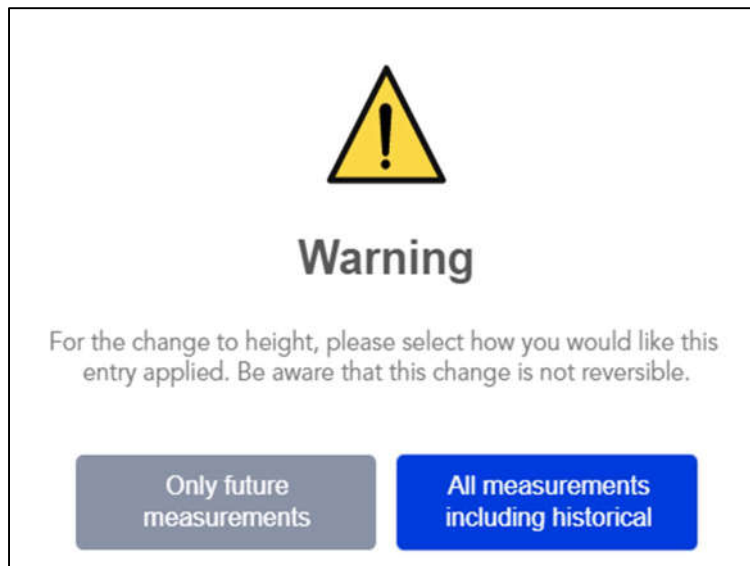 Warning
For the change to height, please select how you would like this
entry applied. Be aware that this change is not reversible.
Only future
measurements
All measurements
including historical